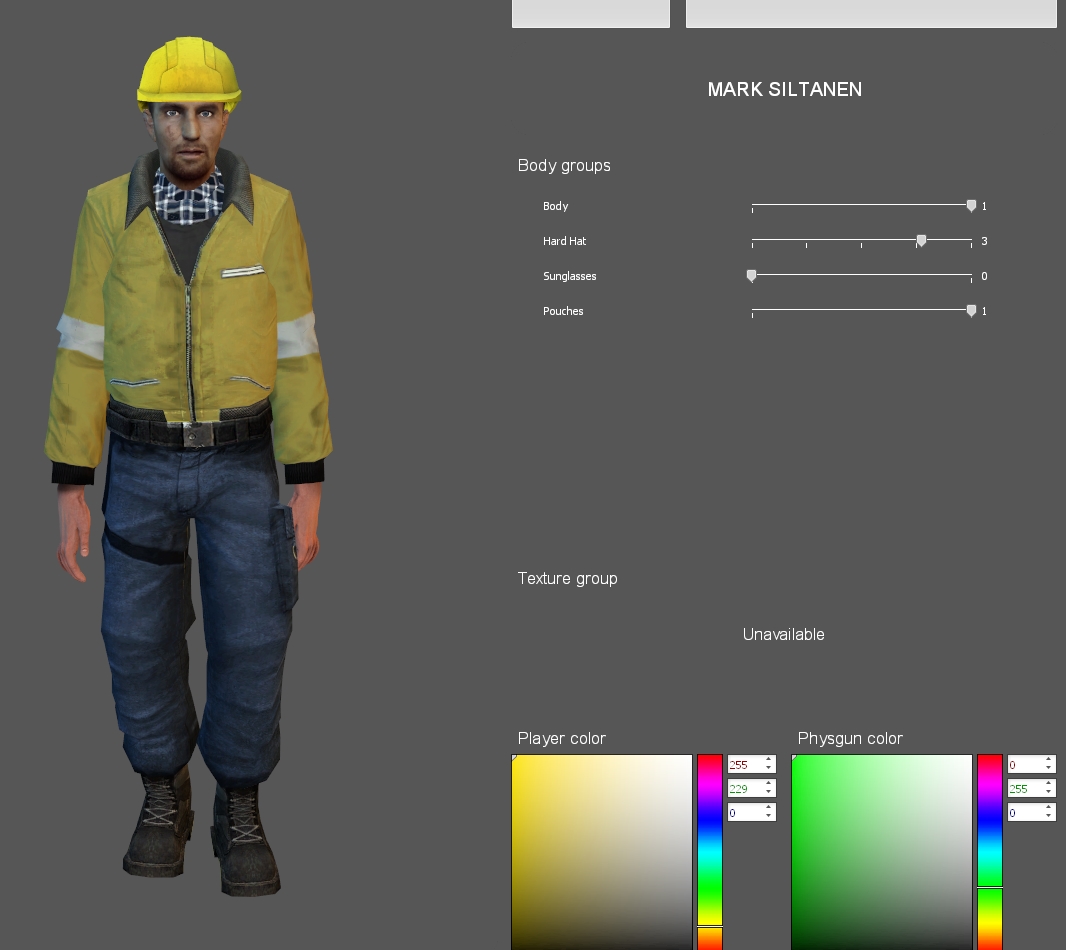 MARK SILTANEN
Body groups
Body 1
Hard Hat 3
Sunglasses 0
Pouches 1
Texture group
Unavailable
Player color Physgun color
255 0
229 255
0 0